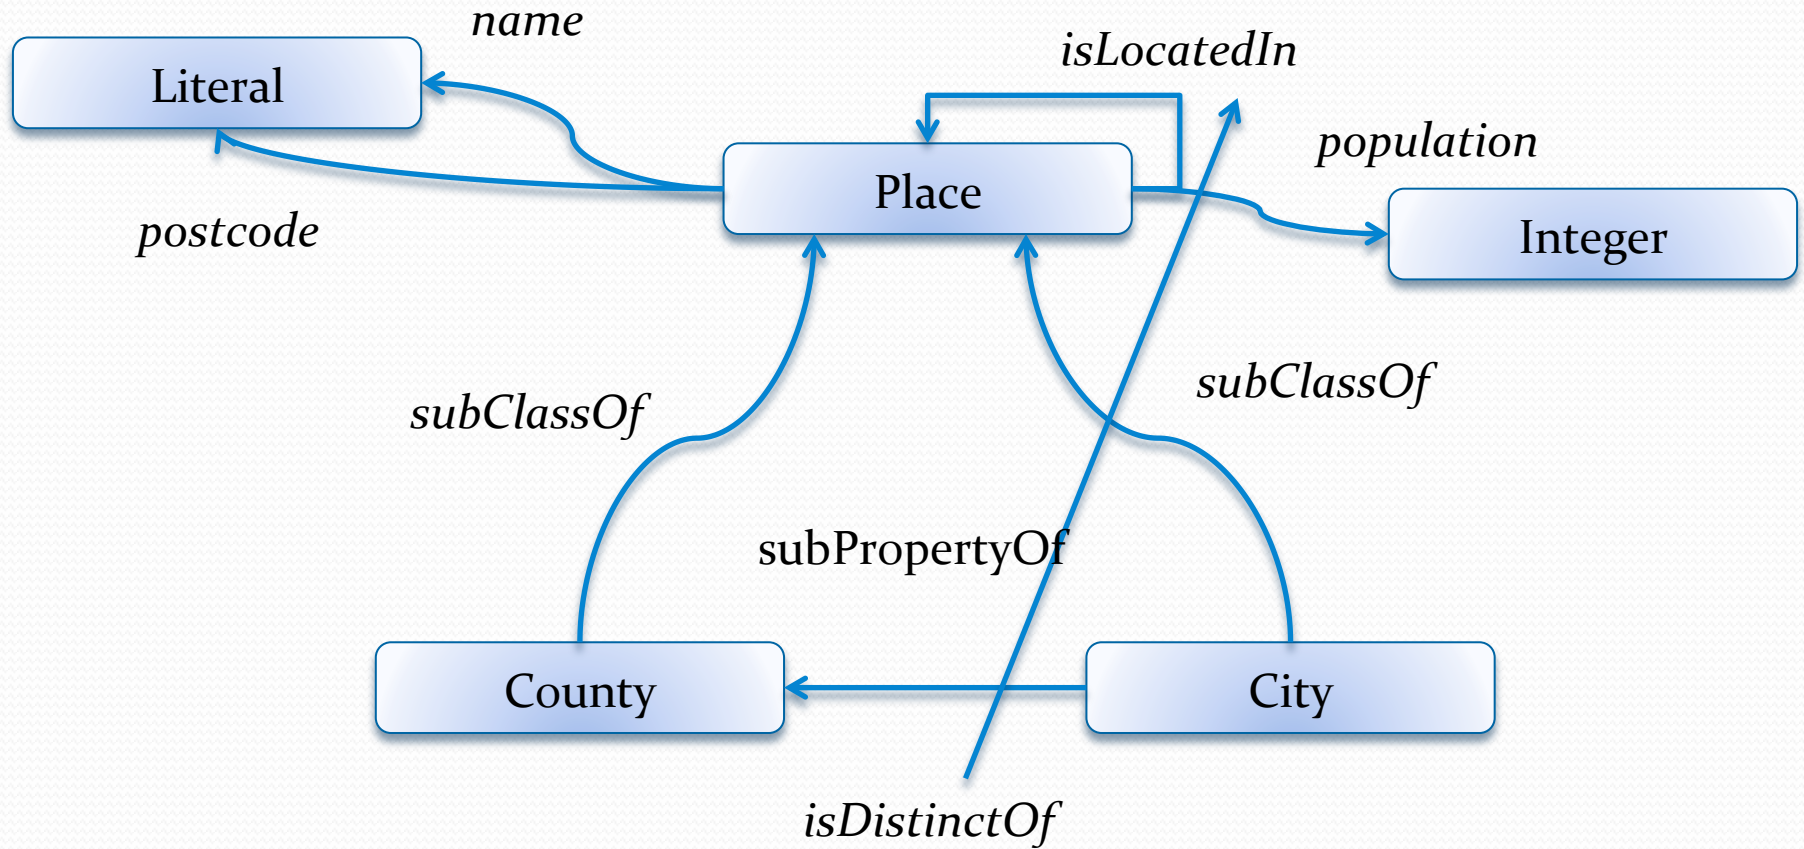 name
isLocatedIn
Literal
population
Place
postcode
Integer
subClassOf
subClassOf
subPropertyOf
County
City
isDistinctOf